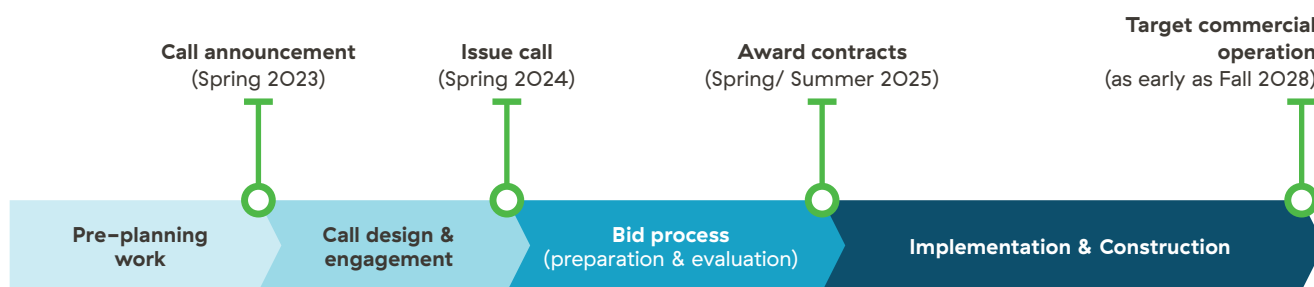 Call announcement
(Spring 2023)
Issue call
(Spring 2024)
Award contracts
(Spring/ Summer 2025)
Target commercial
operation
(as early as Fall 2028)
Pre-planning
work
Call design &
engagement
Bid process
(preparation & evaluation)
Implementation & Construction